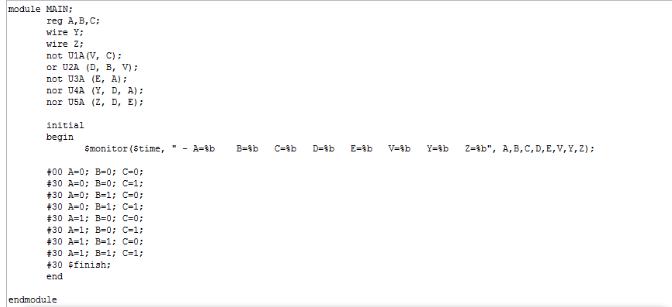 module MAIN;
reg A,B,C;
wire Y;
wire Z;
not U1A(V, C);
or U2A (D, B, V);
not U3A (E, A);
nor U4A (Y, D, A);
nor U5A (Z, D, E);
initial
begin
$monitor($time, " - A=%b B=%b C=%b D=%b E=%b V=%b Y=%b Z=%b", A,B,C,D,E,V,Y,Z);
#00 A=0; B=0; C=0;
#30 A=0; B=0; C=1;
#30 A=0; B=1; C=0;
#30 A=0; B=1; C=1;
#30 A=1; B=0; C=0;
#30 A=1; B=0; C=1;
#30 A=1; B=1; C=0;
#30 A=1; B=1; C=1;
#30 $finish;
end
endmodule